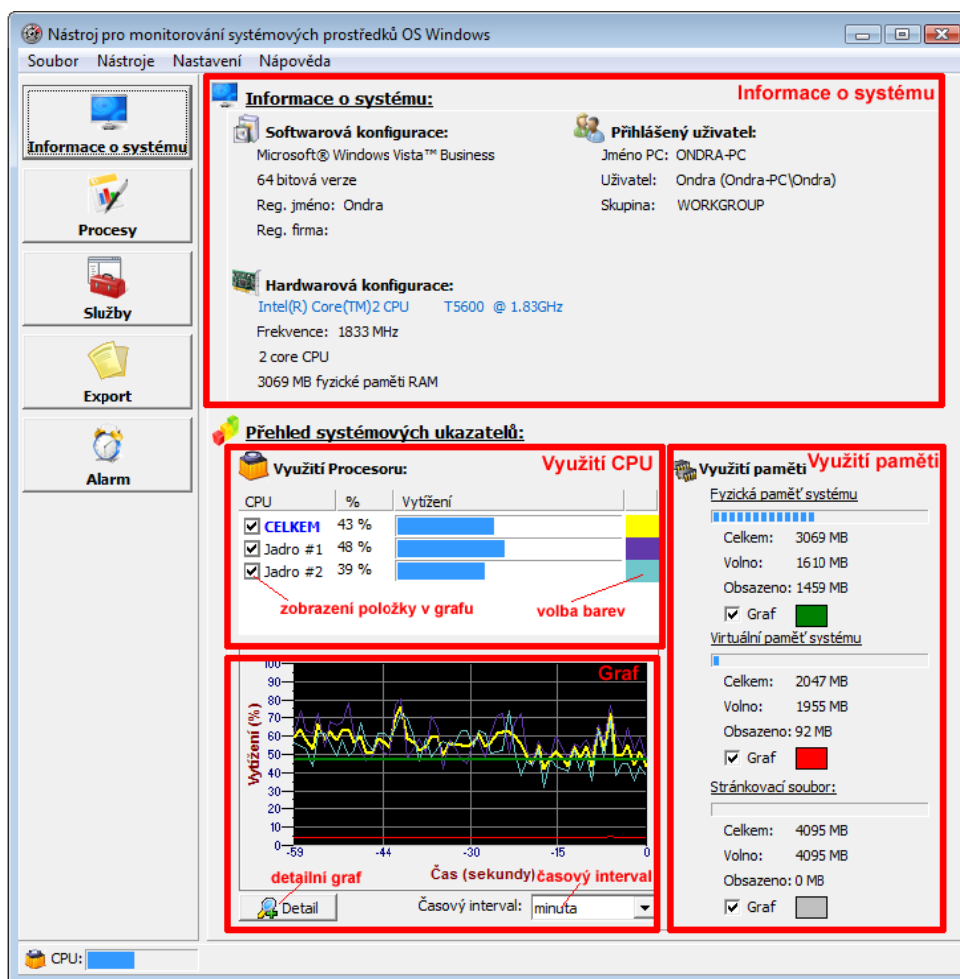 Nástroj pro monitorování systémových prostředků OS Windows
Soubor Nástroje Nastavení Nápověda
Informace o systému
Procesy
Služby
Export
Alarm
Informace o systému: Informace o systému
Softwarová konfigurace:
Microsoft® Windows Vista™ Business
64 bitová verze
Reg. jméno: Ondra
Reg. firma:
Přihlášený uživatel:
Jméno PC: ONDRA-PC
Uživatel: Ondra (Ondra-PC\Ondra)
Skupina: WORKGROUP
Hardwarová konfigurace:
Intel(R) Core(TM)2 CPU T5600 @ 1.83GHz
Frekvence: 1833 MHz
2 core CPU
3069 MB fyzické paměti RAM
Přehled systémových ukazatelů:
Využití Procesoru: Využití CPU
CPU % Vytížení
CELKEM 43 %
Jadro #1 48 %
Jadro #2 39 %
zobrazení položky v grafu volba barev
Graf
Vytížení (%)
100
90
80
70
60
50
40
30
20
10
0
-59 -44 -30 -15 0
Čas (sekundy)
detailní graf časový interval
Detail Časový interval: minuta
Využití paměti Využití paměti
Fyzická paměť systému
Celkem: 3069 MB
Volno: 1610 MB
Obsazeno: 1459 MB
Graf
Virtuální paměť systému
Celkem: 2047 MB
Volno: 1955 MB
Obsazeno: 92 MB
Graf
Stránkovací soubor:
Celkem: 4095 MB
Volno: 4095 MB
Obsazeno: 0 MB
Graf
CPU: